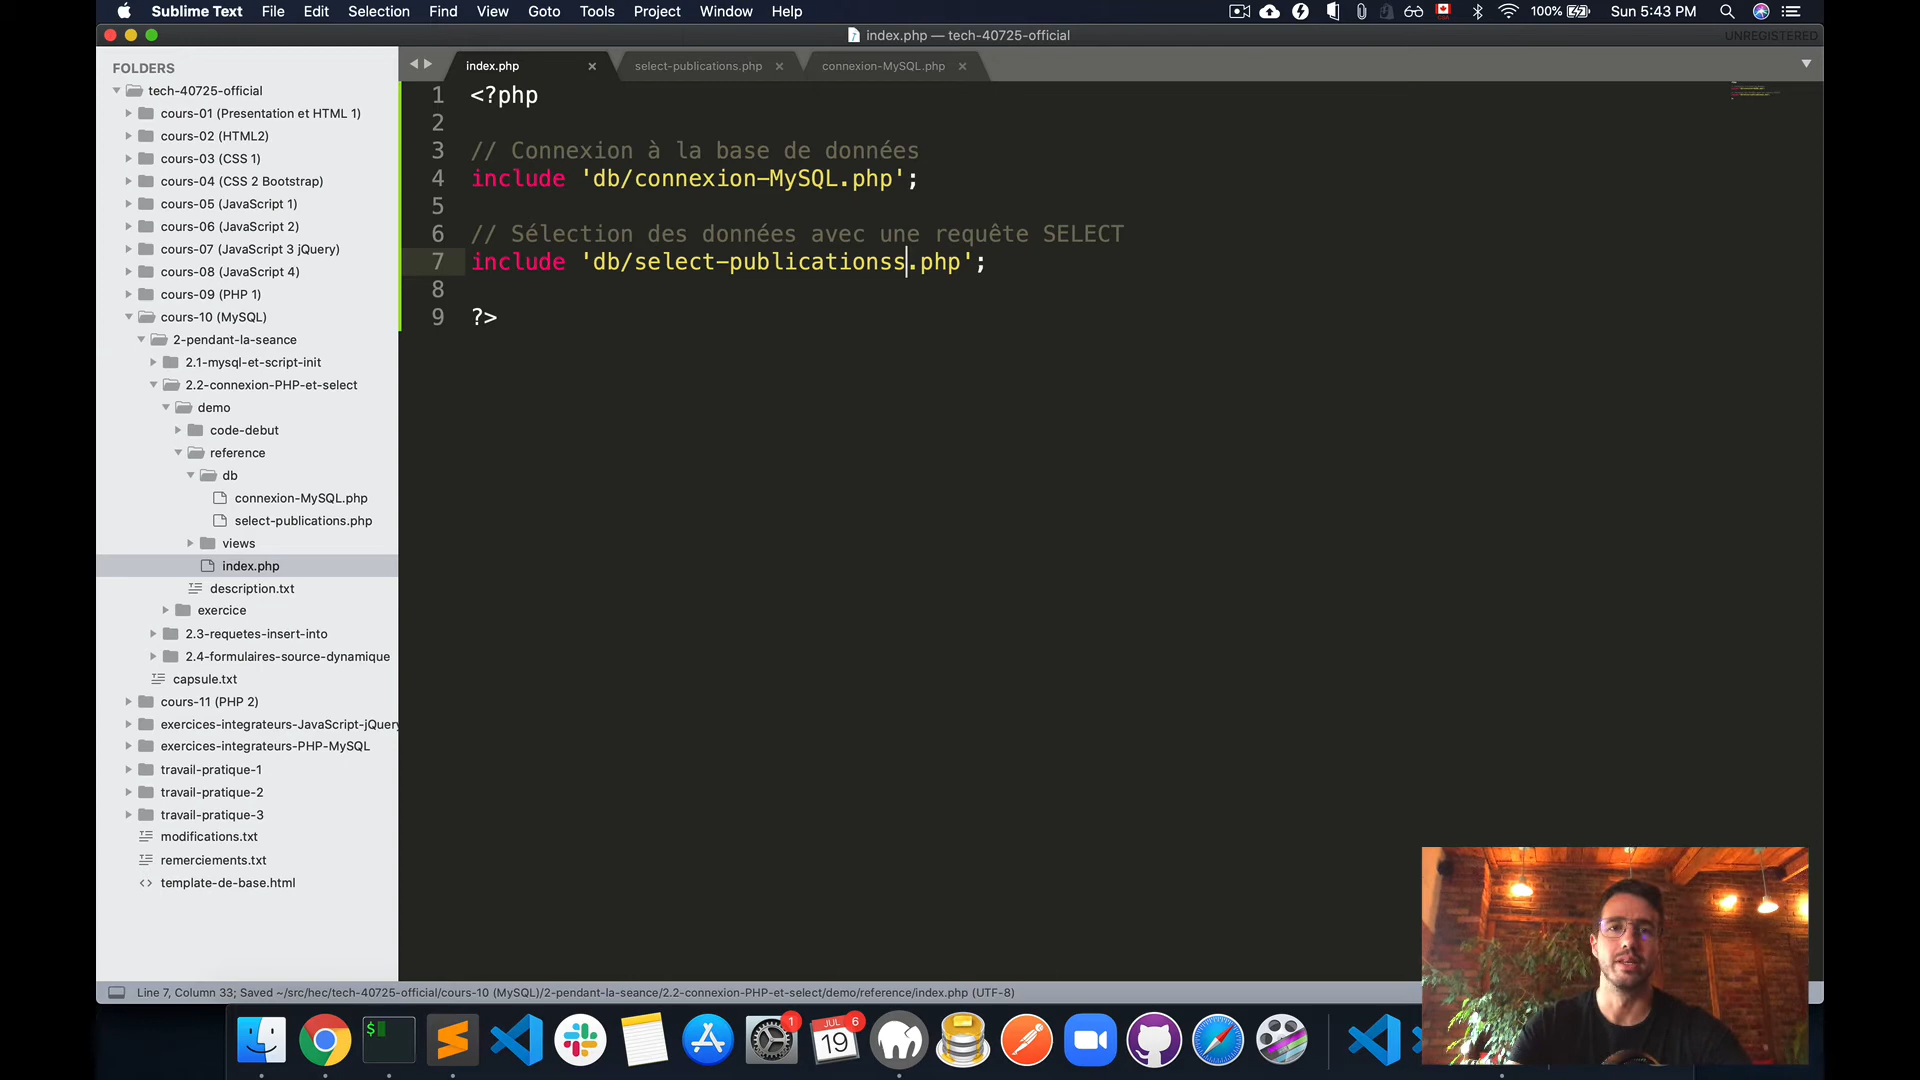 Sublime Text File Edit Selection Find View Goto Tools Project Window Help 100% Sun 5:43 PM
index.php — tech-40725-official UNREGISTERED
FOLDERS
tech-40725-official
cours-01 (Presentation et HTML 1)
cours-02 (HTML2)
cours-03 (CSS 1)
cours-04 (CSS 2 Bootstrap)
cours-05 (JavaScript 1)
cours-06 (JavaScript 2)
cours-07 (JavaScript 3 jQuery)
cours-08 (JavaScript 4)
cours-09 (PHP 1)
cours-10 (MySQL)
2-pendant-la-seance
2.1-mysql-et-script-init
2.2-connexion-PHP-et-select
demo
code-debut
reference
db
connexion-MySQL.php
select-publications.php
views
index.php
description.txt
exercice
2.3-requetes-insert-into
2.4-formulaires-source-dynamique
capsule.txt
cours-11 (PHP 2)
exercices-integrateurs-JavaScript-jQuery
exercices-integrateurs-PHP-MySQL
travail-pratique-1
travail-pratique-2
travail-pratique-3
modifications.txt
remerciements.txt
template-de-base.html
index.php select-publications.php connexion-MySQL.php
1 <?php
2
3 // Connexion à la base de données
4 include 'db/connexion-MySQL.php';
5
6 // Sélection des données avec une requête SELECT
7 include 'db/select-publicationss.php';
8
9 ?>
Line 7, Column 33; Saved ~/src/hec/tech-40725-official/cours-10 (MySQL)/2-pendant-la-seance/2.2-connexion-PHP-et-select/demo/reference/index.php (UTF-8)
$
1
JUL 6
19